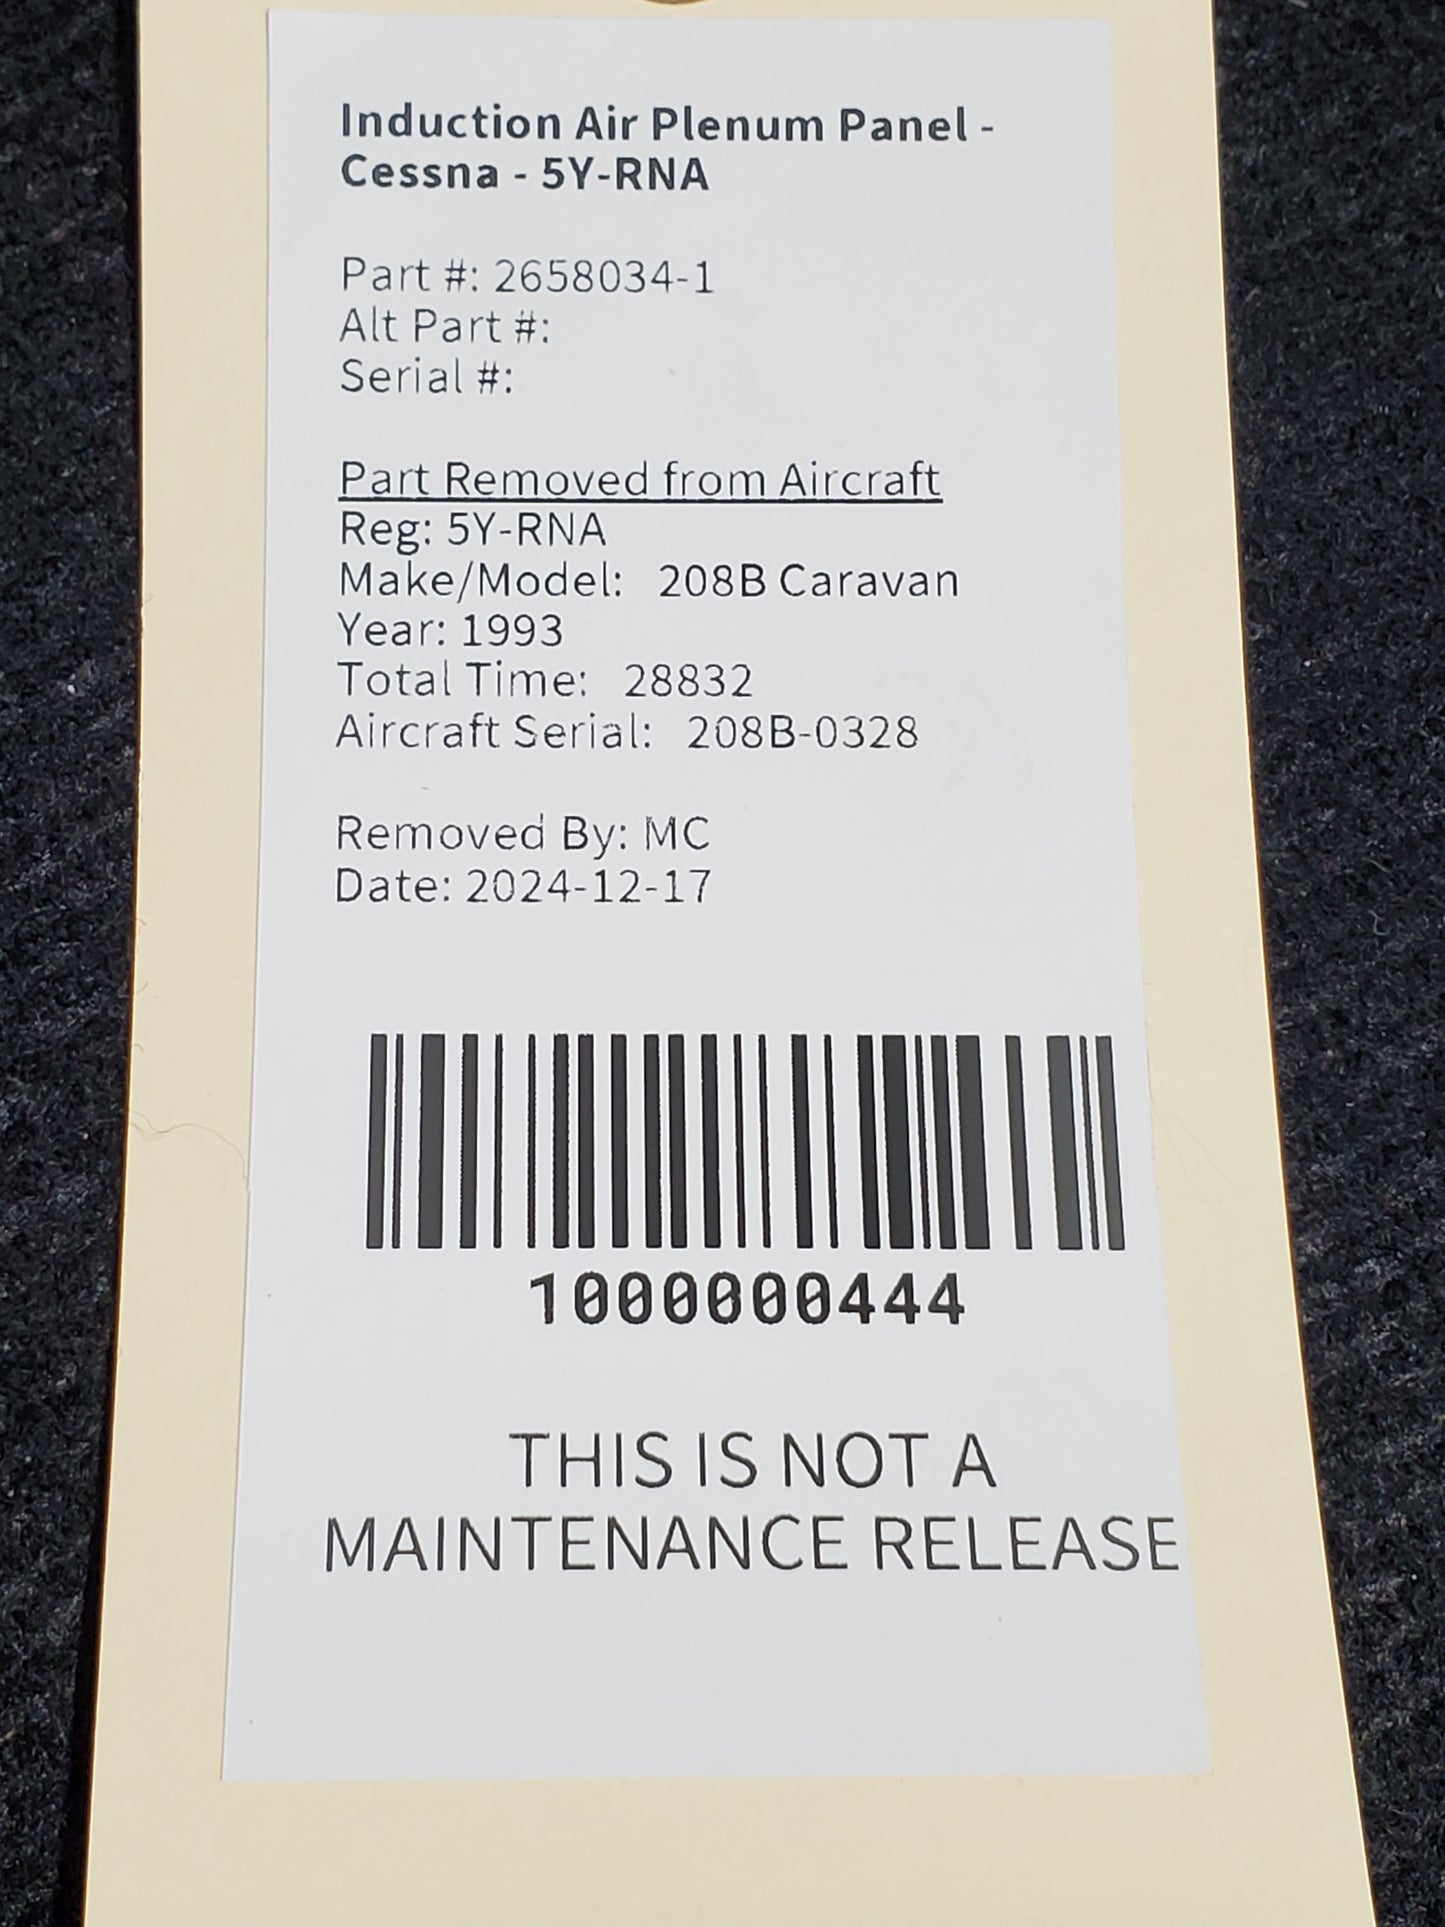 Induction Air Plenum Panel -
Cessna - 5Y-RNA
Part #: 2658034-1
Alt Part #:
Serial #:
Part Removed from Aircraft
Reg: 5Y-RNA
Make/Model: 208B Caravan
Year: 1993
Total Time: 28832
Aircraft Serial: 208B-0328
Removed By: MC
Date: 2024-12-17
1000000444
THIS IS NOT A
MAINTENANCE RELEASE